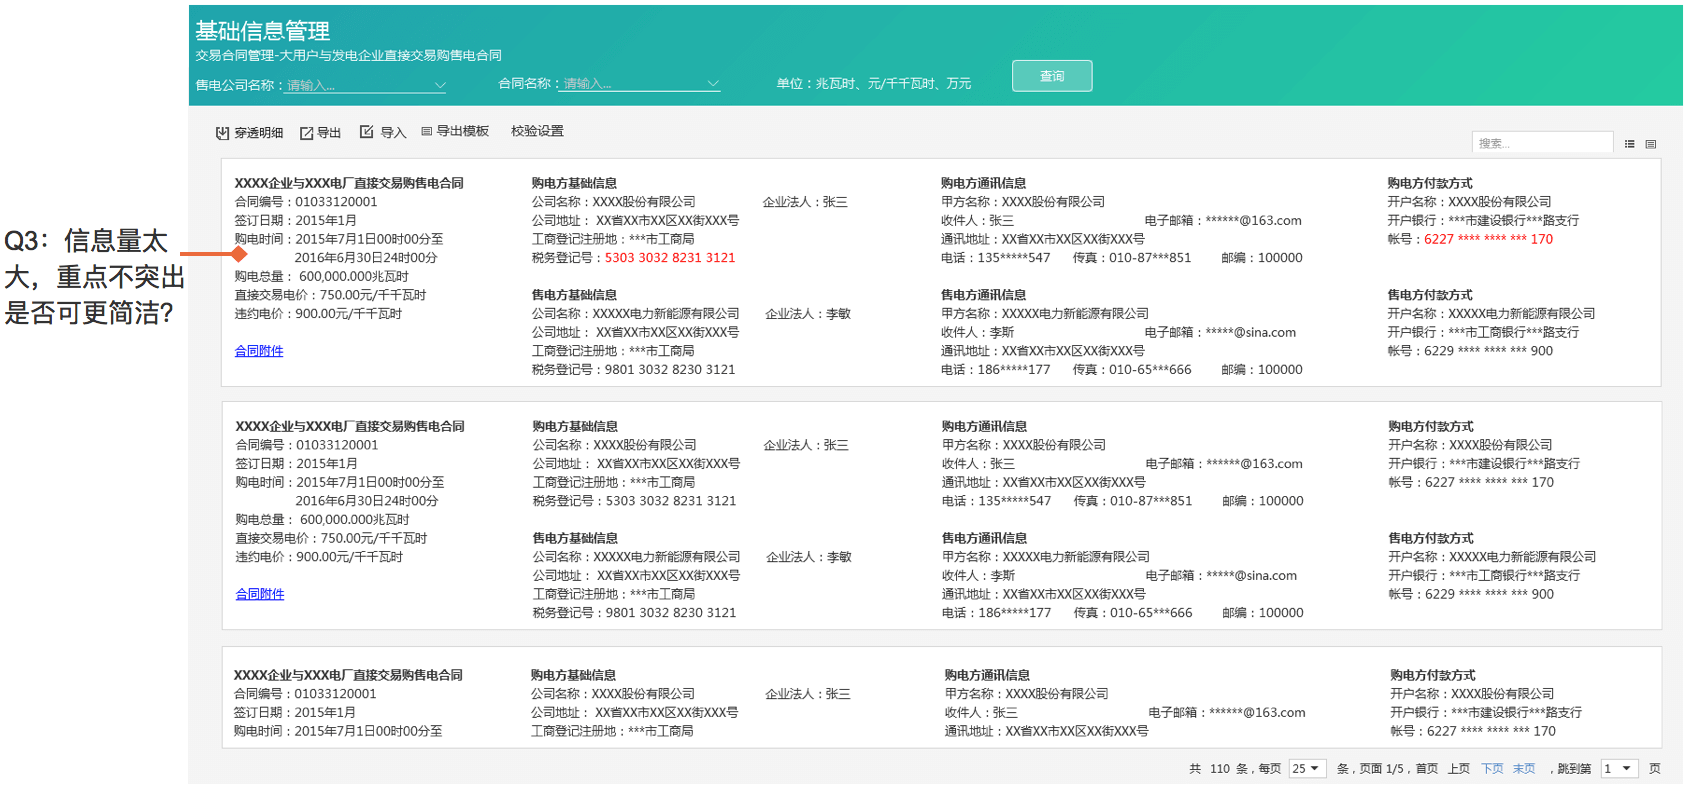 基础信息管理
交易合同管理-大用户与发电企业直接交易购售电合同
售电公司名称：请输入... 合同名称：请输入... 单位：兆瓦时、元/千千瓦时、万元 查询
穿透明细 导出 导入 导出模板 校验设置
搜索...
Q3：信息量太
大，重点不突出
是否可更简洁?
XXXX企业与XXX电厂直接交易购售电合同
合同编号：01033120001
签订日期：2015年1月
购电时间：2015年7月1日00时00分至
2016年6月30日24时00分
购电总量： 600,000.000兆瓦时
直接交易电价：750.00元/千千瓦时
违约电价：900.00元/千千瓦时
合同附件
购电方基础信息
公司名称：XXXX股份有限公司 企业法人：张三
公司地址： XX省XX市XX区XX街XXX号
工商登记注册地：***市工商局
税务登记号：5303 3032 8231 3121
售电方基础信息
公司名称：XXXXX电力新能源有限公司 企业法人：李敏
公司地址： XX省XX市XX区XX街XXX号
工商登记注册地：***市工商局
税务登记号：9801 3032 8230 3121
购电方通讯信息
甲方名称：XXXX股份有限公司
收件人：张三 电子邮箱：******@163.com
通讯地址：XX省XX市XX区XX街XXX号
电话：135*****547 传真：010-87***851 邮编：100000
售电方通讯信息
甲方名称：XXXXX电力新能源有限公司
收件人：李斯 电子邮箱：*****@sina.com
通讯地址：XX省XX市XX区XX街XXX号
电话：186*****177 传真：010-65***666 邮编：100000
购电方付款方式
开户名称：XXXX股份有限公司
开户银行：***市建设银行***路支行
帐号：6227 **** **** *** 170
售电方付款方式
开户名称：XXXXX电力新能源有限公司
开户银行：***市工商银行***路支行
帐号：6229 **** **** *** 900
XXXX企业与XXX电厂直接交易购售电合同
合同编号：01033120001
签订日期：2015年1月
购电时间：2015年7月1日00时00分至
2016年6月30日24时00分
购电总量： 600,000.000兆瓦时
直接交易电价：750.00元/千千瓦时
违约电价：900.00元/千千瓦时
合同附件
购电方基础信息
公司名称：XXXX股份有限公司 企业法人：张三
公司地址： XX省XX市XX区XX街XXX号
工商登记注册地：***市工商局
税务登记号：5303 3032 8231 3121
售电方基础信息
公司名称：XXXXX电力新能源有限公司 企业法人：李敏
公司地址： XX省XX市XX区XX街XXX号
工商登记注册地：***市工商局
税务登记号：9801 3032 8230 3121
购电方通讯信息
甲方名称：XXXX股份有限公司
收件人：张三 电子邮箱：******@163.com
通讯地址：XX省XX市XX区XX街XXX号
电话：135*****547 传真：010-87***851 邮编：100000
售电方通讯信息
甲方名称：XXXXX电力新能源有限公司
收件人：李斯 电子邮箱：*****@sina.com
通讯地址：XX省XX市XX区XX街XXX号
电话：186*****177 传真：010-65***666 邮编：100000
购电方付款方式
开户名称：XXXX股份有限公司
开户银行：***市建设银行***路支行
帐号：6227 **** **** *** 170
售电方付款方式
开户名称：XXXXX电力新能源有限公司
开户银行：***市工商银行***路支行
帐号：6229 **** **** *** 900
XXXX企业与XXX电厂直接交易购售电合同
合同编号：01033120001
签订日期：2015年1月
购电时间：2015年7月1日00时00分至
购电方基础信息
公司名称：XXXX股份有限公司 企业法人：张三
公司地址： XX省XX市XX区XX街XXX号
工商登记注册地：***市工商局
购电方通讯信息
甲方名称：XXXX股份有限公司
收件人：张三 电子邮箱：******@163.com
通讯地址：XX省XX市XX区XX街XXX号
购电方付款方式
开户名称：XXXX股份有限公司
开户银行：***市建设银行***路支行
帐号：6227 **** **** *** 170
共 110 条，每页 25 条，页面 1/5，首页 上页 下页 末页 ，跳到第 1 页